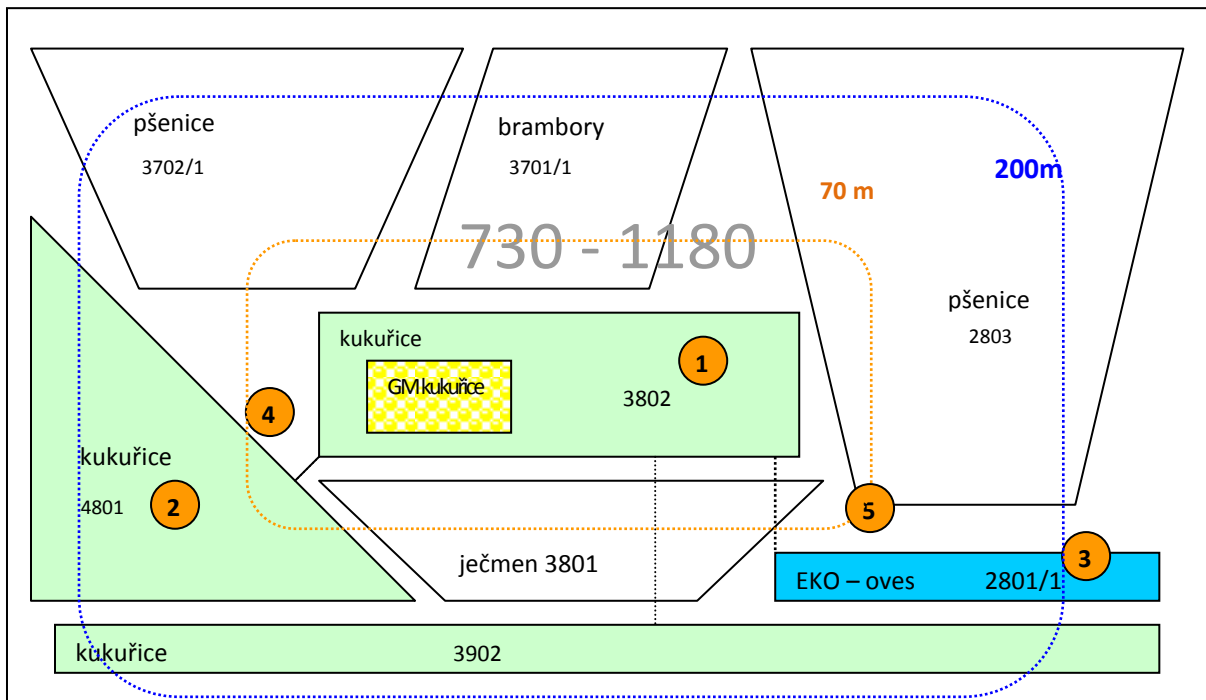 pšenice
3702/1
brambory
3701/1
70 m
200m
730 - 1180
pšenice
2803
kukuřice
GM kukuřice
1
3802
4
kukuřice
4801
2
5
ječmen 3801
3
EKO – oves 2801/1
kukuřice 3902